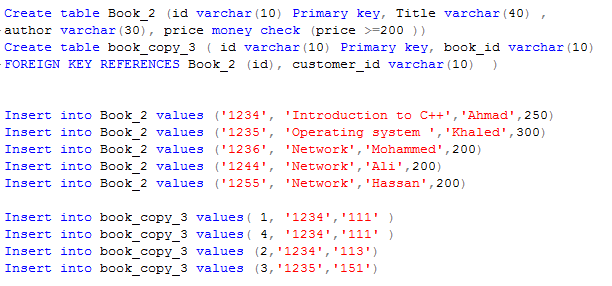 Create table Book_2 (id varchar(10) Primary key, Title varchar(40) ,
author varchar(30), price money check (price >=200 ))
Create table book_copy_3 ( id varchar(10) Primary key, book_id varchar(10)
FOREIGN KEY REFERENCES Book_2 (id), customer_id varchar(10)  )
Insert into Book_2 values ('1234', 'Introduction to C++','Ahmad',250)
Insert into Book_2 values ('1235', 'Operating system ','Khaled',300)
Insert into Book_2 values ('1236', 'Network','Mohammed',200)
Insert into Book_2 values ('1244', 'Network','Ali',200)
Insert into Book_2 values ('1255', 'Network','Hassan',200)
Insert into book_copy_3 values( 1, '1234','111' )
Insert into book_copy_3 values( 4, '1234','111' )
Insert into book_copy_3 values (2,'1234','113')
Insert into book_copy_3 values (3,'1235','151')